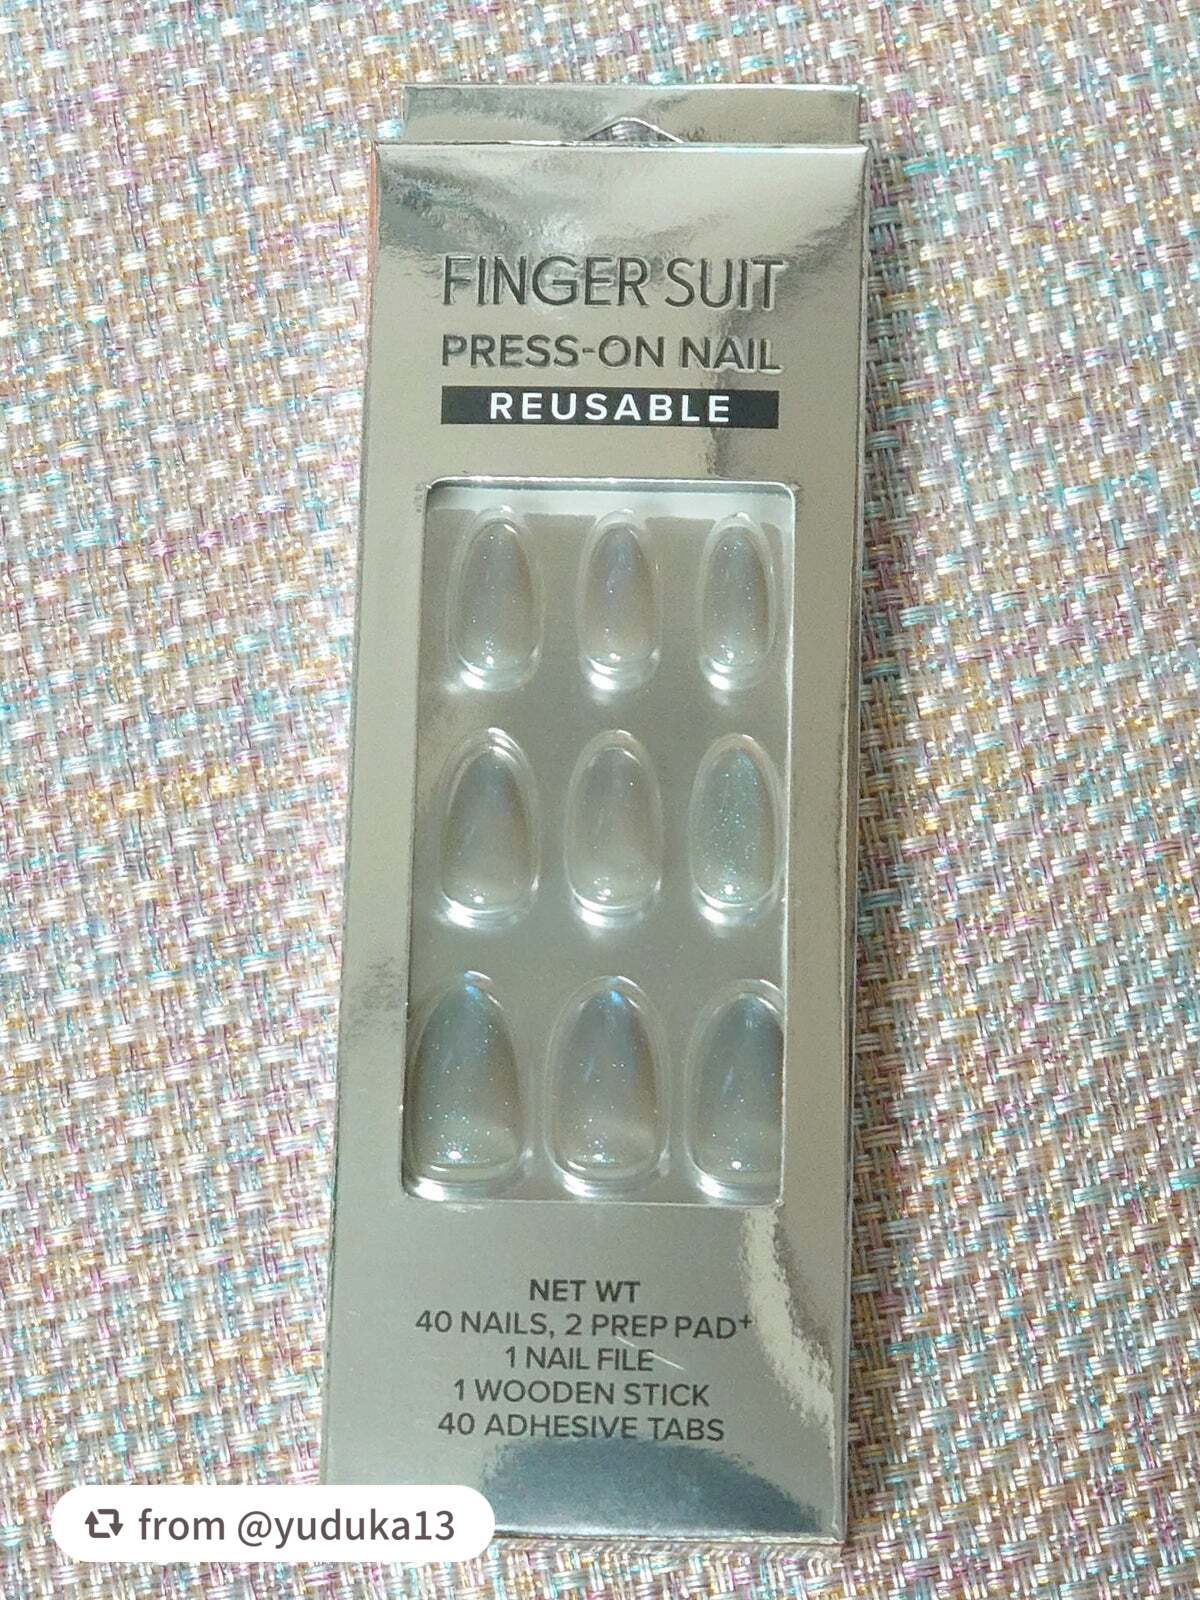 FINGER SUIT
PRESS-ON NAIL
REUSABLE
NET WT
40 NAILS, 2 PREP PAD+
1 NAIL FILE
1 WOODEN STICK
40 ADHESIVE TABS
from @yuduka13